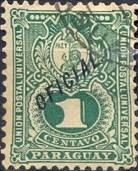 UNION POSTAL UNIVERSAL
UNION POSTAL UNIVERSAL
OFICIAL
1
CENTAVO
PARAGUAY